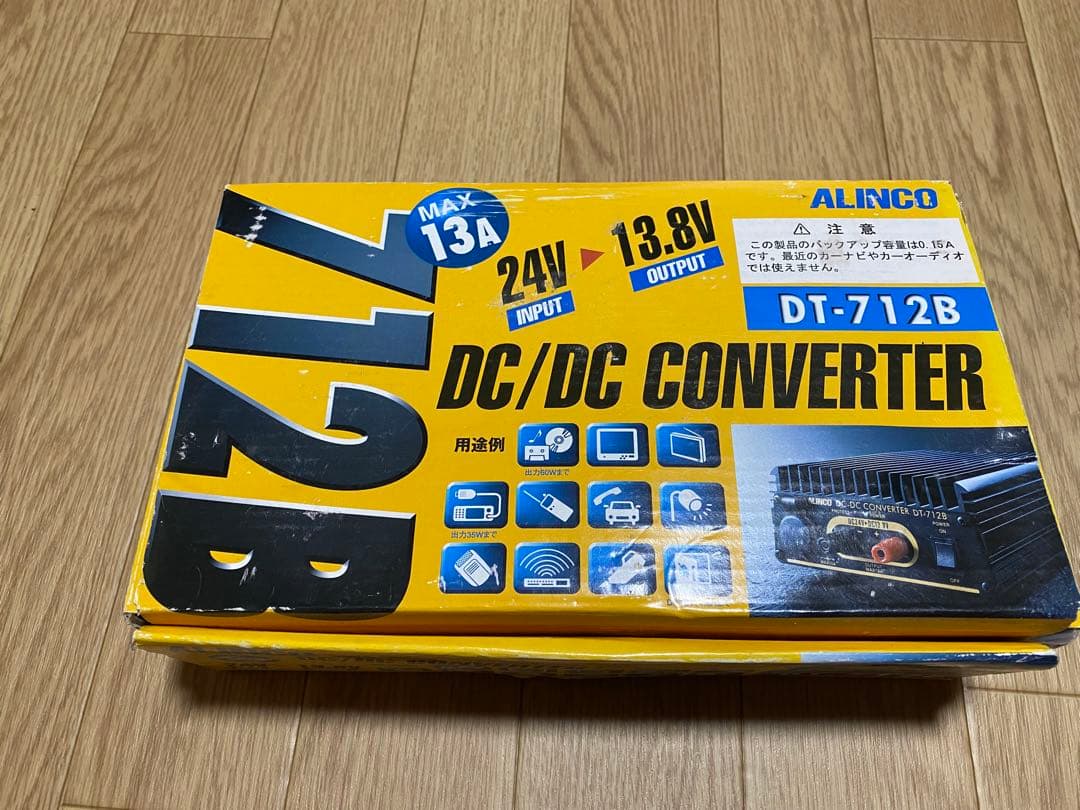 712B
MAX
13A
24V
INPUT
13.8V
OUTPUT
ALINCO
⚠ 注意
この製品のバックアップ容量は0.15A
です。最近のカーナビやカーオーディオ
では使えません。
DT-712B
DC/DC CONVERTER
用途例
出力60Wまで
出力35Wまで
ALINCO DC-DC CONVERTER DT-712B
POWER
ON
OFF